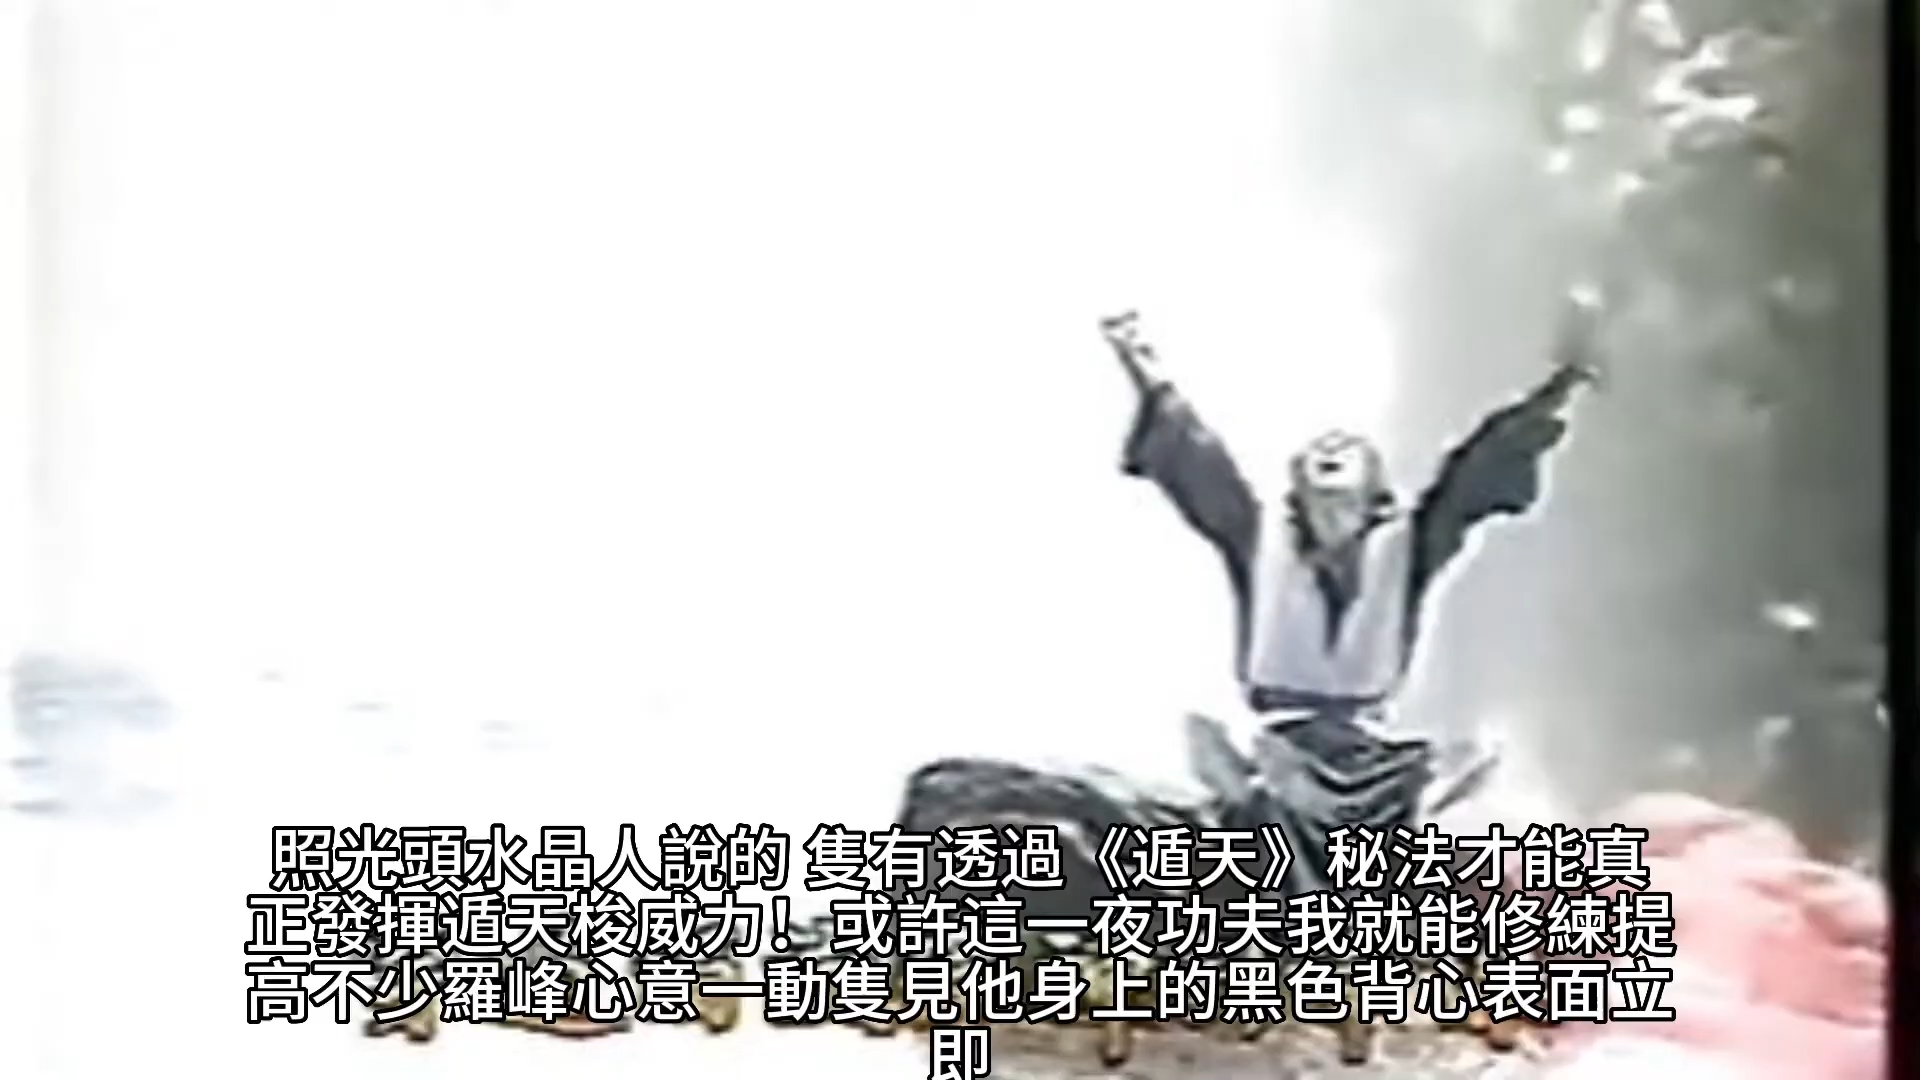 照光頭水晶人說的 隻有透過《遁天》秘法才能真
正發揮遁天梭威力！或許這一夜功夫我就能修練提
高不少羅峰心意一動隻見他身上的黑色背心表面立
即